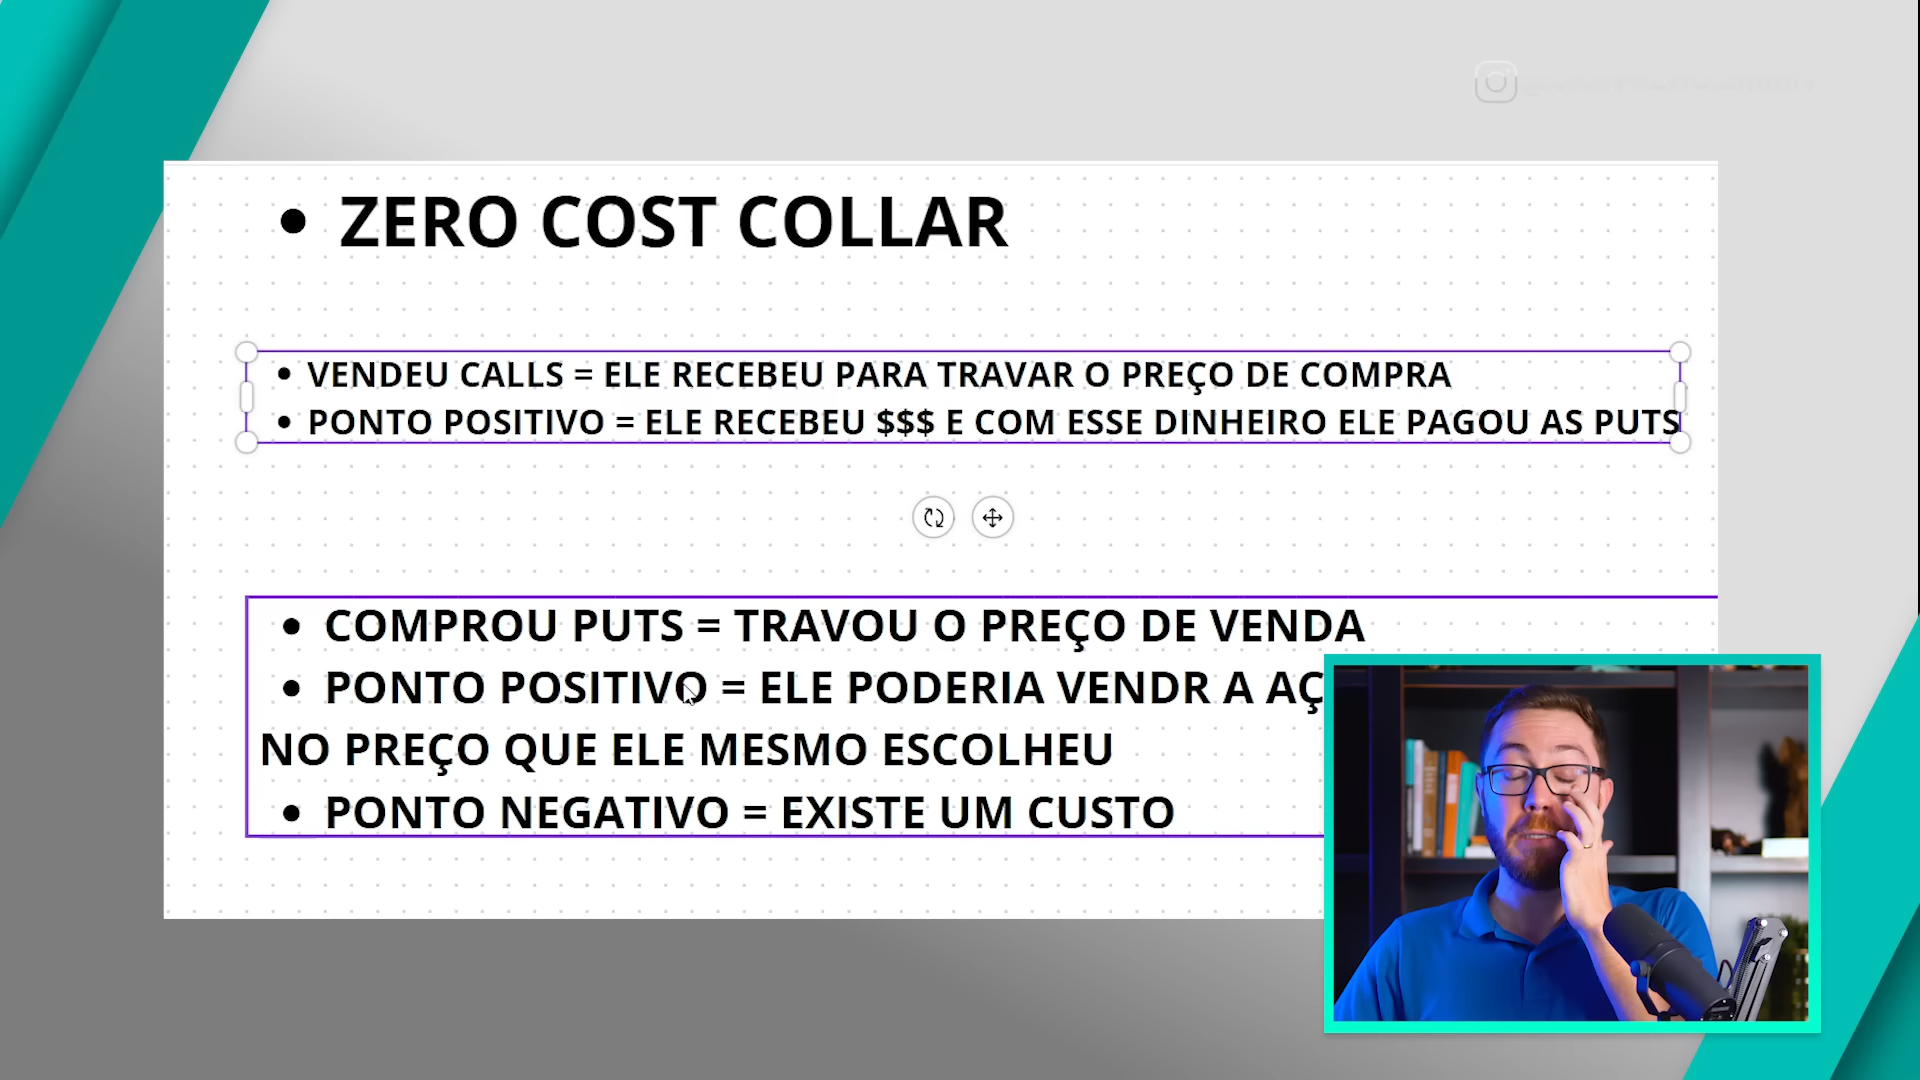 • ZERO COST COLLAR
• VENDEU CALLS = ELE RECEBEU PARA TRAVAR O PREÇO DE COMPRA
• PONTO POSITIVO = ELE RECEBEU $$$ E COM ESSE DINHEIRO ELE PAGOU AS PUTS
• COMPROU PUTS = TRAVOU O PREÇO DE VENDA
• PONTO POSITIVO = ELE PODERIA VENDR A AÇ
NO PREÇO QUE ELE MESMO ESCOLHEU
• PONTO NEGATIVO = EXISTE UM CUSTO